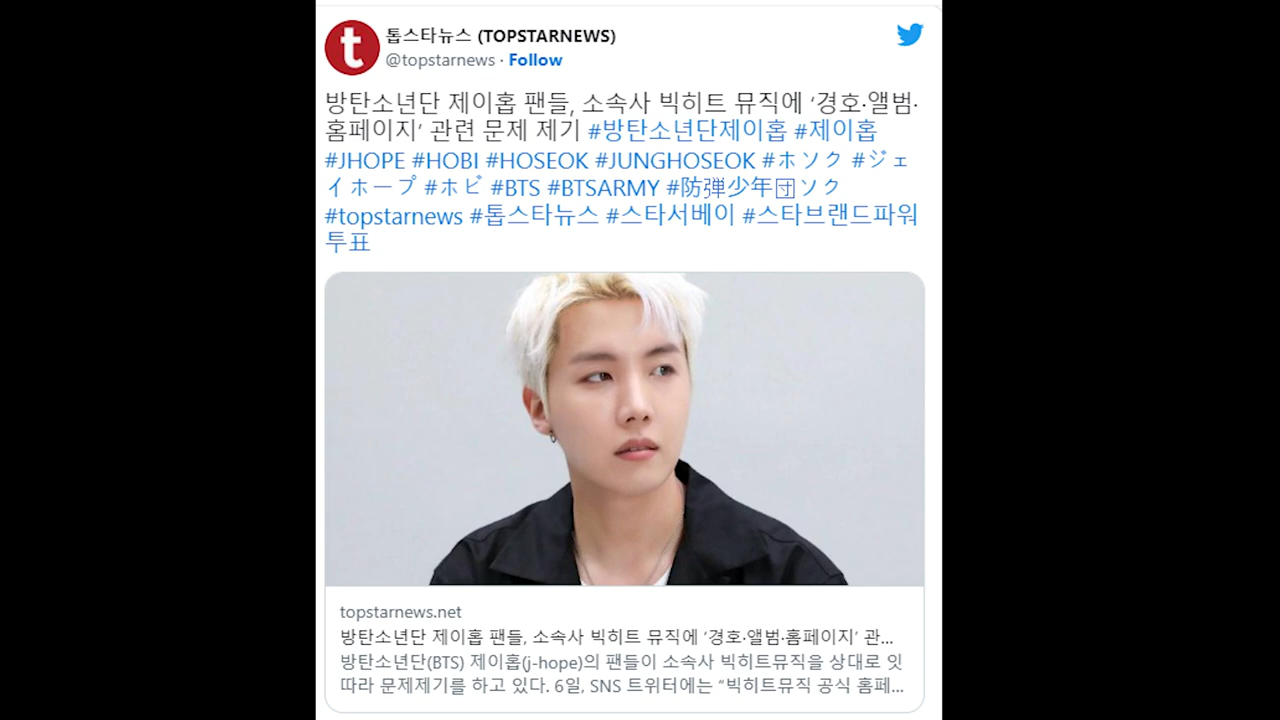 t
톱스타뉴스 (TOPSTARNEWS)
@topstarnews · Follow
방탄소년단 제이홉 팬들, 소속사 빅히트 뮤직에 ‘경호·앨범·
홈페이지’ 관련 문제 제기 #방탄소년단제이홉 #제이홉
#JHOPE #HOBI #HOSEOK #JUNGHOSEOK #ホソク #ジェ
イホープ #ホビ #BTS #BTSARMY #防弾少年団ソク
#topstarnews #톱스타뉴스 #스타서베이 #스타브랜드파워
투표
topstarnews.net
방탄소년단 제이홉 팬들, 소속사 빅히트 뮤직에 ‘경호·앨범·홈페이지’ 관...
방탄소년단(BTS) 제이홉(j-hope)의 팬들이 소속사 빅히트뮤직을 상대로 잇
따라 문제제기를 하고 있다. 6일, SNS 트위터에는 “빅히트뮤직 공식 홈페...